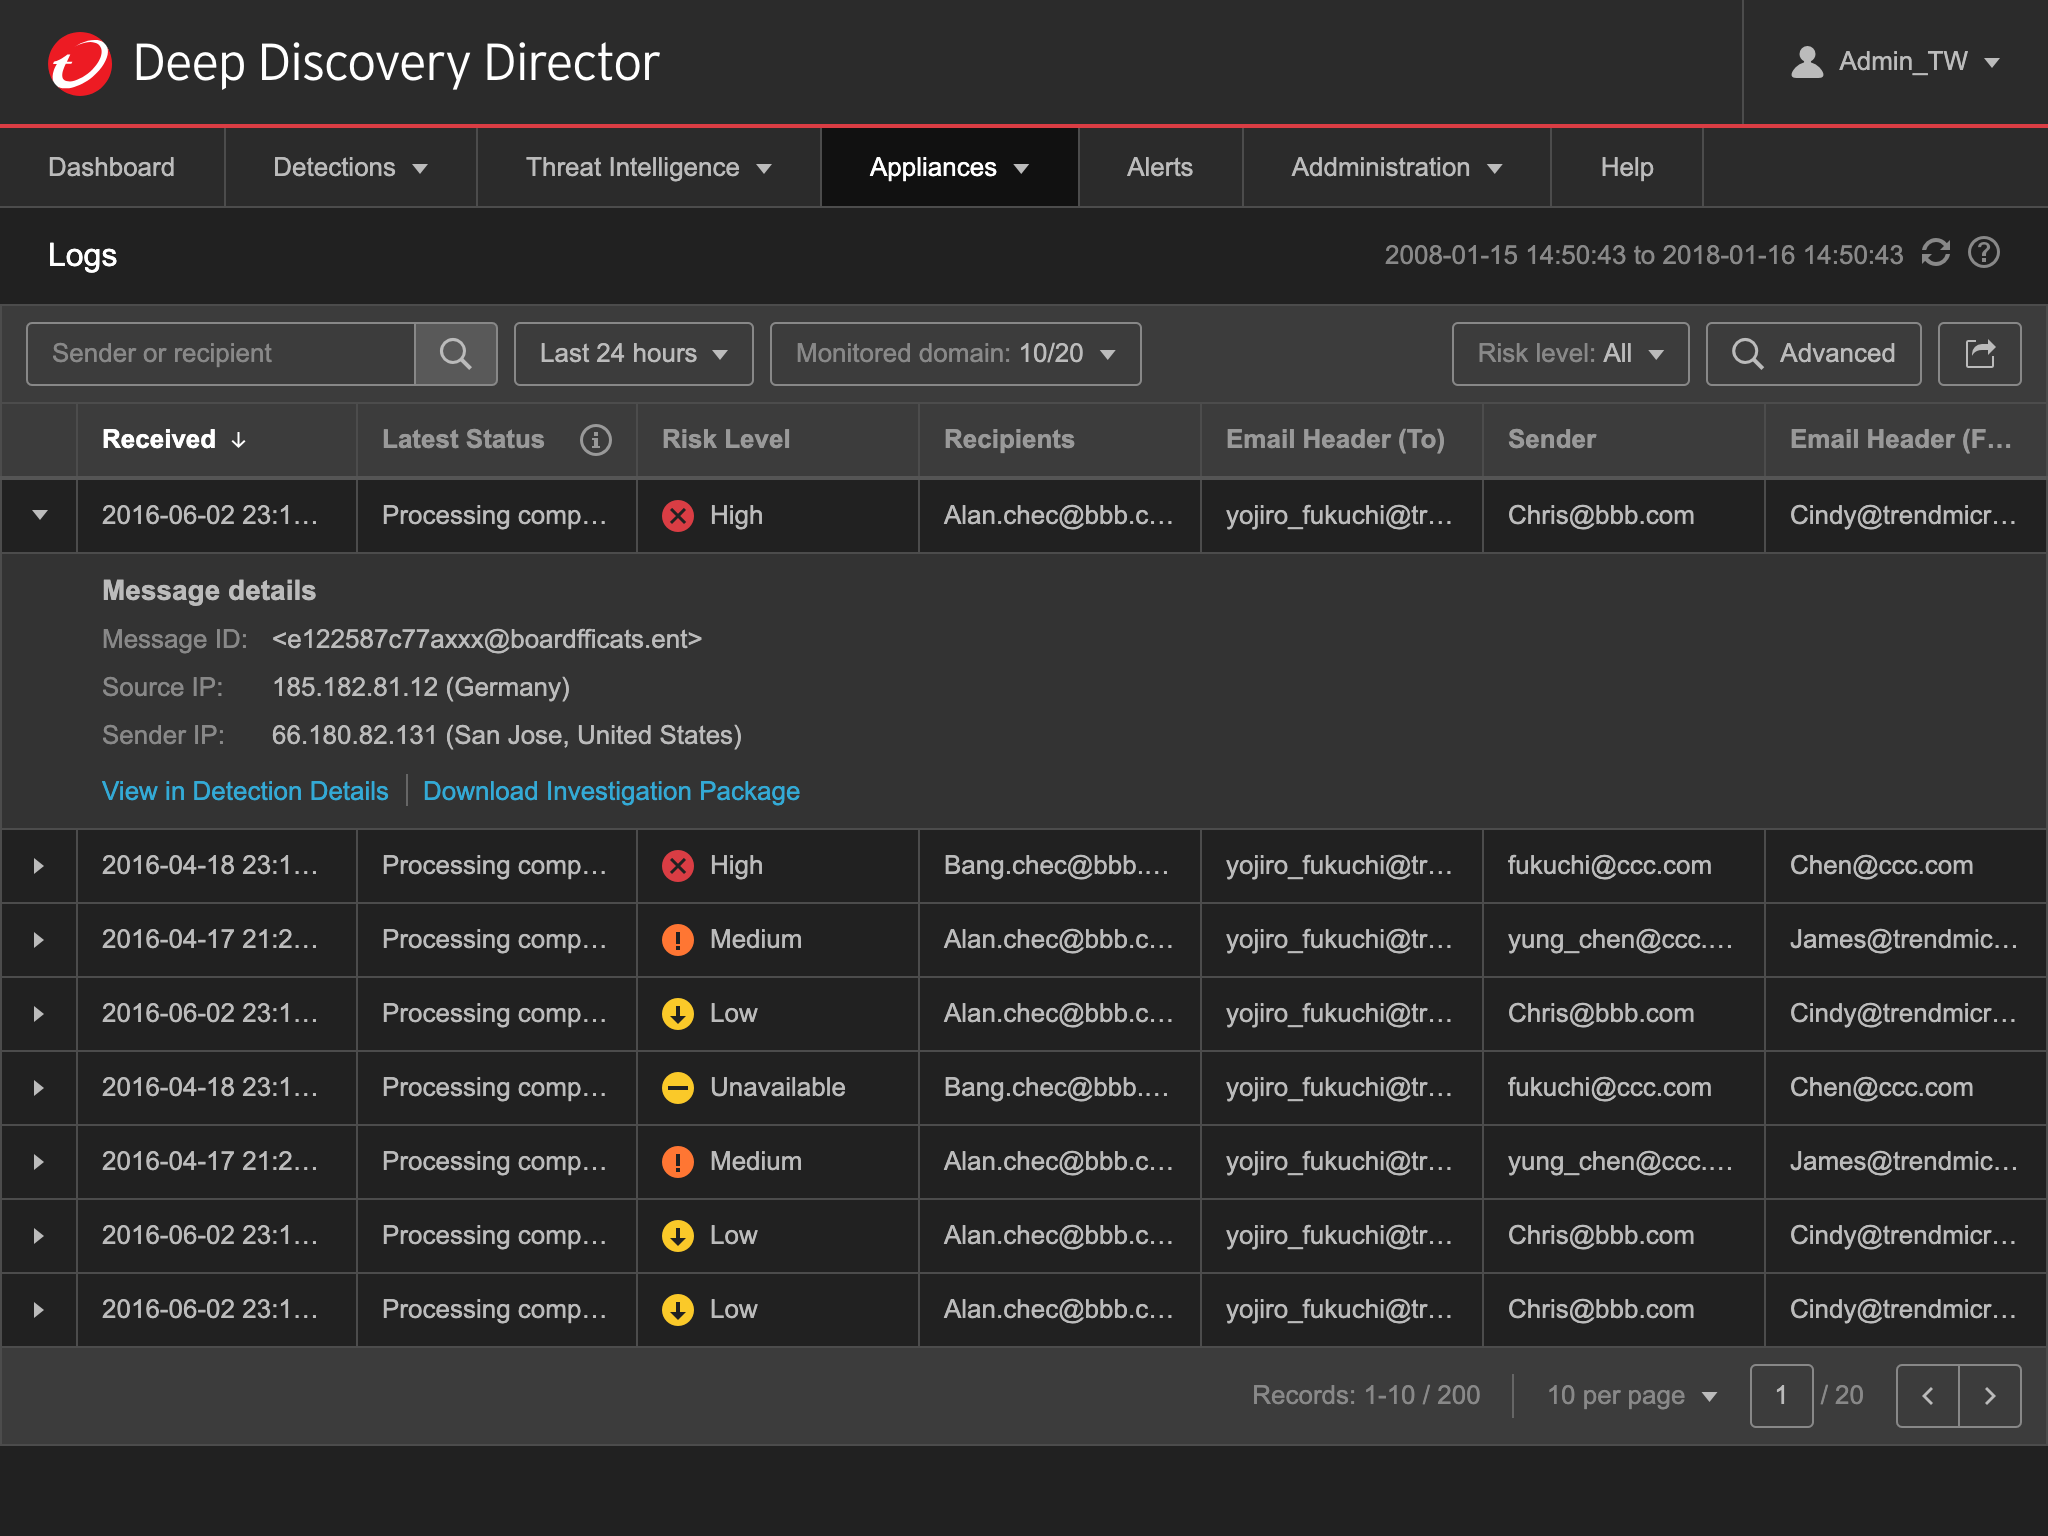 Deep Discovery Director
Admin_TW
Dashboard Detections Threat Intelligence Appliances Alerts Addministration Help
Logs
2008-01-15 14:50:43 to 2018-01-16 14:50:43
Sender or recipient Last 24 hours Monitored domain: 10/20 Risk level: All Advanced
Received Latest Status Risk Level Recipients Email Header (To) Sender Email Header (F...
2016-06-02 23:1... Processing comp... High Alan.chec@bbb.c... yojiro_fukuchi@tr... Chris@bbb.com Cindy@trendmicr...
Message details
Message ID: <e122587c77axxx@boardfficats.ent>
Source IP: 185.182.81.12 (Germany)
Sender IP: 66.180.82.131 (San Jose, United States)
View in Detection Details Download Investigation Package
2016-04-18 23:1... Processing comp... High Bang.chec@bbb.... yojiro_fukuchi@tr... fukuchi@ccc.com Chen@ccc.com
2016-04-17 21:2... Processing comp... Medium Alan.chec@bbb.c... yojiro_fukuchi@tr... yung_chen@ccc.... James@trendmic...
2016-06-02 23:1... Processing comp... Low Alan.chec@bbb.c... yojiro_fukuchi@tr... Chris@bbb.com Cindy@trendmicr...
2016-04-18 23:1... Processing comp... Unavailable Bang.chec@bbb.... yojiro_fukuchi@tr... fukuchi@ccc.com Chen@ccc.com
2016-04-17 21:2... Processing comp... Medium Alan.chec@bbb.c... yojiro_fukuchi@tr... yung_chen@ccc.... James@trendmic...
2016-06-02 23:1... Processing comp... Low Alan.chec@bbb.c... yojiro_fukuchi@tr... Chris@bbb.com Cindy@trendmicr...
2016-06-02 23:1... Processing comp... Low Alan.chec@bbb.c... yojiro_fukuchi@tr... Chris@bbb.com Cindy@trendmicr...
Records: 1-10 / 200 10 per page 1 / 20